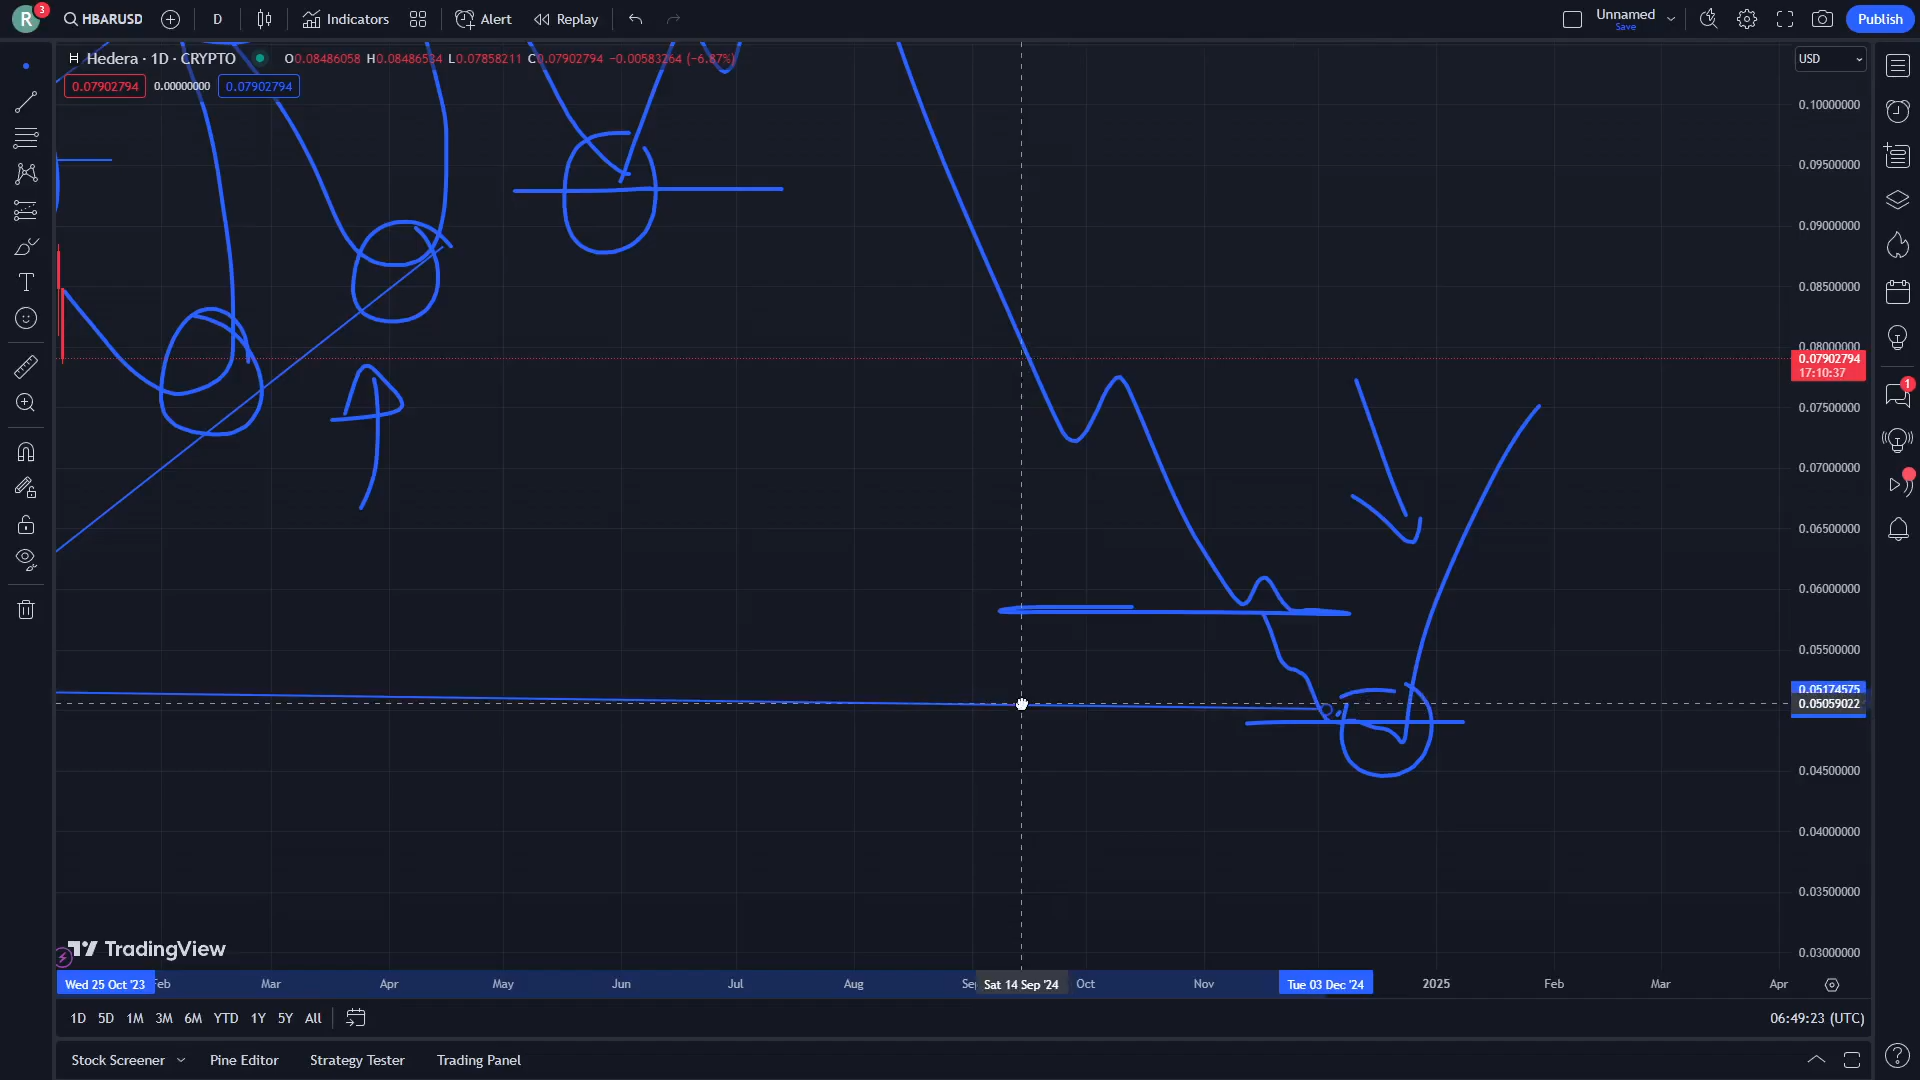 R
3
HBARUSD
D
Indicators
Alert
Replay
Unnamed
Save
Publish
Hedera · 1D · CRYPTO
O0.08486058 H0.08486534 L0.07858211 C0.07902794 −0.00583264 (−6.87%)
USD
0.07902794
0.00000000
0.07902794
0.10000000
0.09500000
0.09000000
0.08500000
0.08000000
0.07902794
17:10:37
0.07500000
0.07000000
0.06500000
0.06000000
0.05500000
0.05174575
0.05059022
0.04500000
0.04000000
0.03500000
0.03000000
1
TradingView
Wed 25 Oct '23
Feb
Mar
Apr
May
Jun
Jul
Aug
Sep
Sat 14 Sep '24
Oct
Nov
Tue 03 Dec '24
2025
Feb
Mar
Apr
1D 5D 1M 3M 6M YTD 1Y 5Y All
06:49:23 (UTC)
Stock Screener
Pine Editor
Strategy Tester
Trading Panel